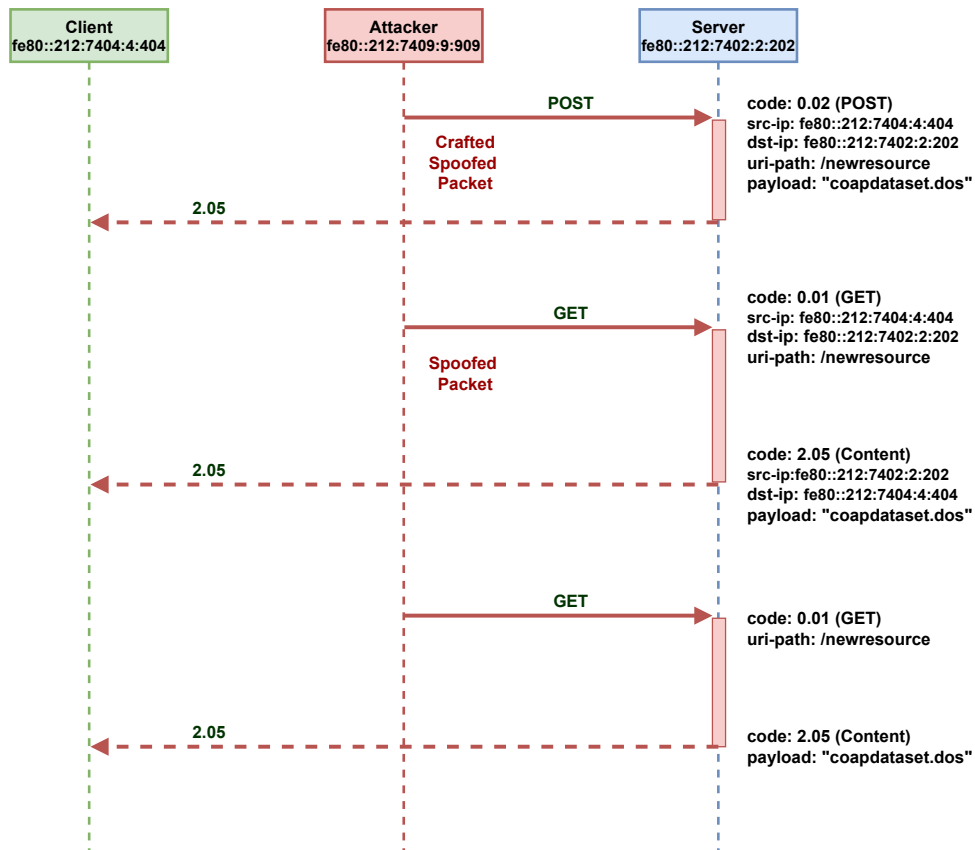 Client
fe80::212:7404:4:404
Attacker
fe80::212:7409:9:909
Server
fe80::212:7402:2:202
POST
code: 0.02 (POST)
src-ip: fe80::212:7404:4:404
dst-ip: fe80::212:7402:2:202
uri-path: /newresource
payload: "coapdataset.dos"
Crafted
Spoofed
Packet
2.05
GET
code: 0.01 (GET)
src-ip: fe80::212:7404:4:404
dst-ip: fe80::212:7402:2:202
uri-path: /newresource
Spoofed
Packet
2.05
code: 2.05 (Content)
src-ip:fe80::212:7402:2:202
dst-ip: fe80::212:7404:4:404
payload: "coapdataset.dos"
GET
code: 0.01 (GET)
uri-path: /newresource
2.05
code: 2.05 (Content)
payload: "coapdataset.dos"